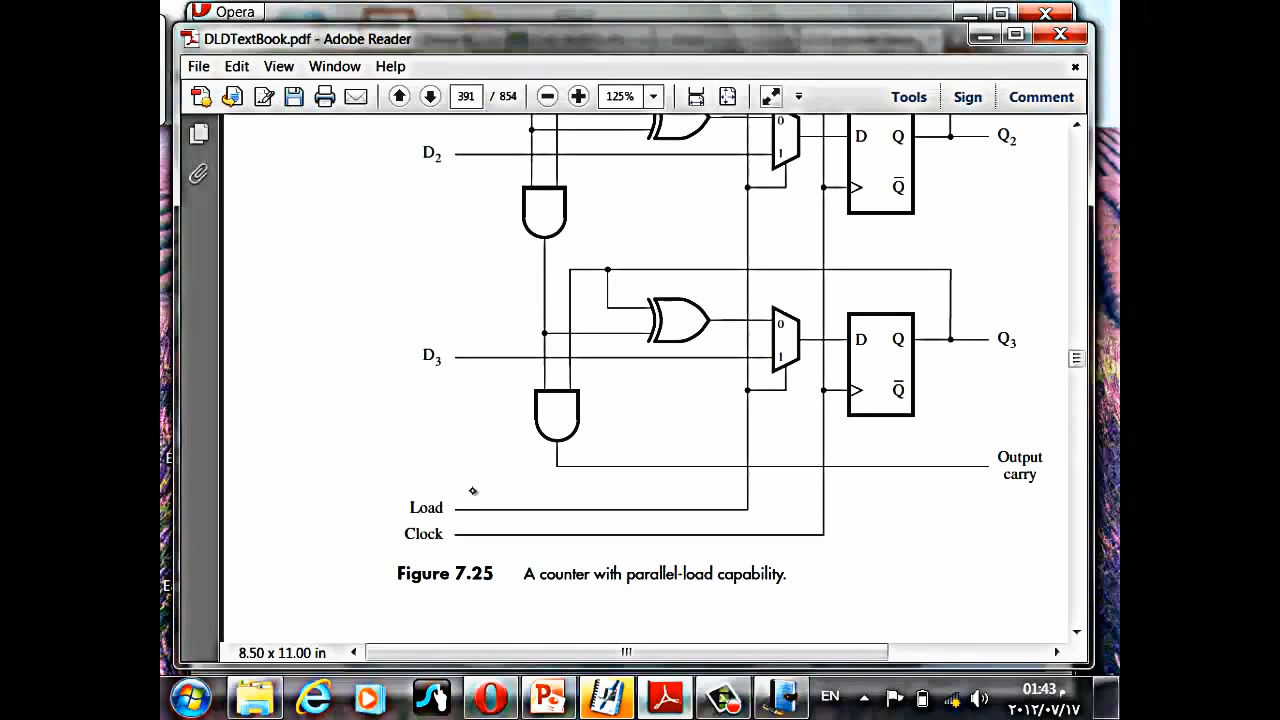 Opera
DLDTextBook.pdf - Adobe Reader
File Edit View Window Help
391 / 854 125% Tools Sign Comment
0
D Q Q2
D2 1
Q̄
0
D Q Q3
D3 1
Q̄
Output
carry
Load
Clock
Figure 7.25 A counter with parallel-load capability.
8.50 x 11.00 in
EN 01:43 م
٢٠١٣/٠٧/١٧